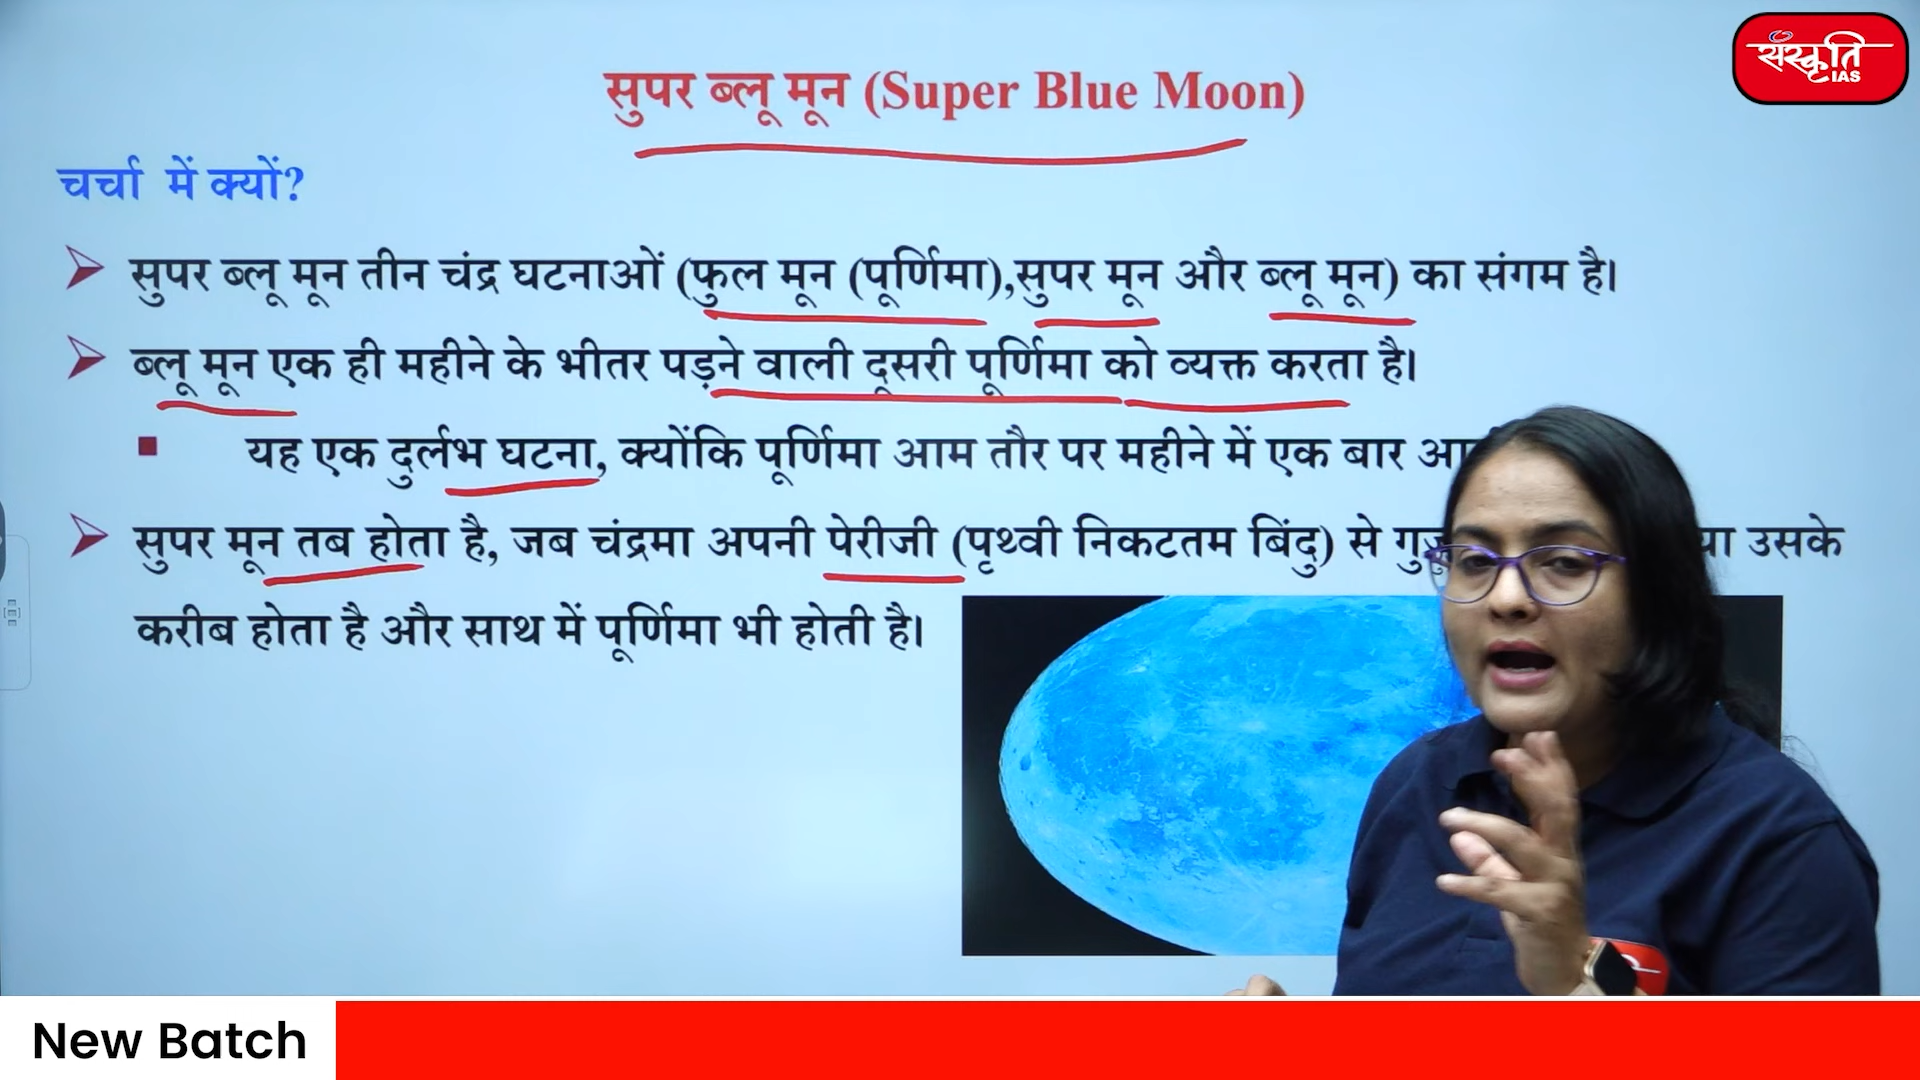 संस्कृति
IAS
सुपर ब्लू मून (Super Blue Moon)
चर्चा में क्यों?
सुपर ब्लू मून तीन चंद्र घटनाओं (फुल मून (पूर्णिमा),सुपर मून और ब्लू मून) का संगम है।
ब्लू मून एक ही महीने के भीतर पड़ने वाली दूसरी पूर्णिमा को व्यक्त करता है।
यह एक दुर्लभ घटना, क्योंकि पूर्णिमा आम तौर पर महीने में एक बार
सुपर मून तब होता है, जब चंद्रमा अपनी पेरीजी (पृथ्वी निकटतम बिंदु) से उसके
करीब होता है और साथ में पूर्णिमा भी होती है।
New Batch